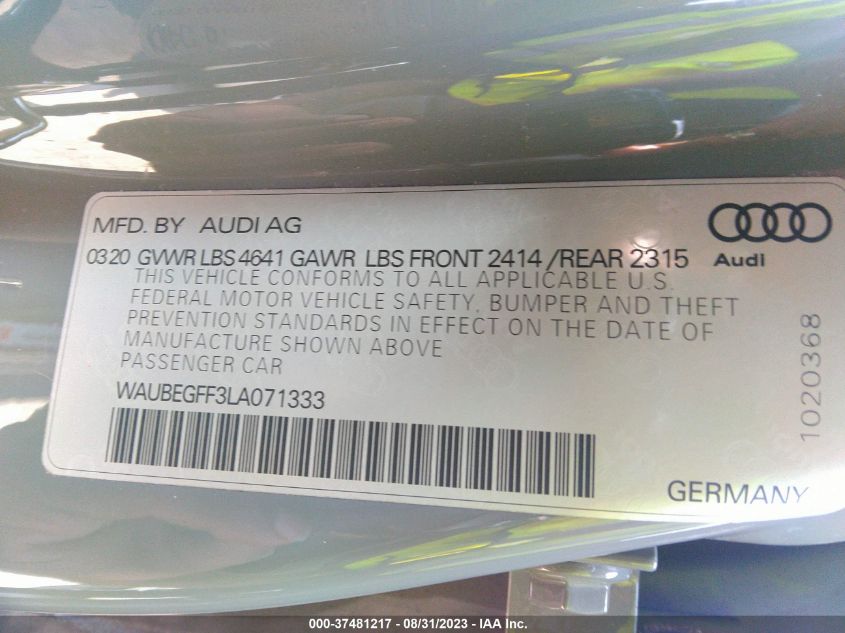 MFD. BY AUDI AG
0320 GVWR LBS 4641 GAWR LBS FRONT 2414 /REAR 2315
Audi
THIS VEHICLE CONFORMS TO ALL APPLICABLE U.S.
FEDERAL MOTOR VEHICLE SAFETY, BUMPER AND THEFT
PREVENTION STANDARDS IN EFFECT ON THE DATE OF
MANUFACTURE SHOWN ABOVE
PASSENGER CAR
WAUBEGFF3LA071333
1020368
GERMANY
000-37481217 - 08/31/2023 - IAA Inc.